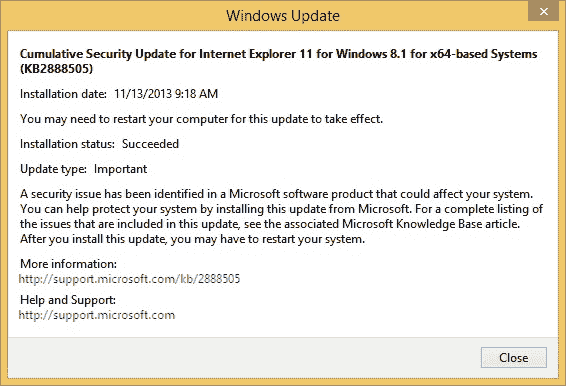 Windows Update
Cumulative Security Update for Internet Explorer 11 for Windows 8.1 for x64-based Systems
(KB2888505)
Installation date: 11/13/2013 9:18 AM
You may need to restart your computer for this update to take effect.
Installation status: Succeeded
Update type: Important
A security issue has been identified in a Microsoft software product that could affect your system.
You can help protect your system by installing this update from Microsoft. For a complete listing of
the issues that are included in this update, see the associated Microsoft Knowledge Base article.
After you install this update, you may have to restart your system.
More information:
http://support.microsoft.com/kb/2888505
Help and Support:
http://support.microsoft.com
Close